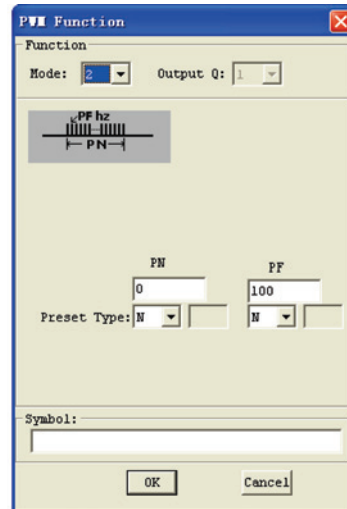 PWM Function
Function
Mode: 2 Output Q: 1
PF hz
PN
PN PF
0 100
Preset Type: N N
Symbol:
OK Cancel